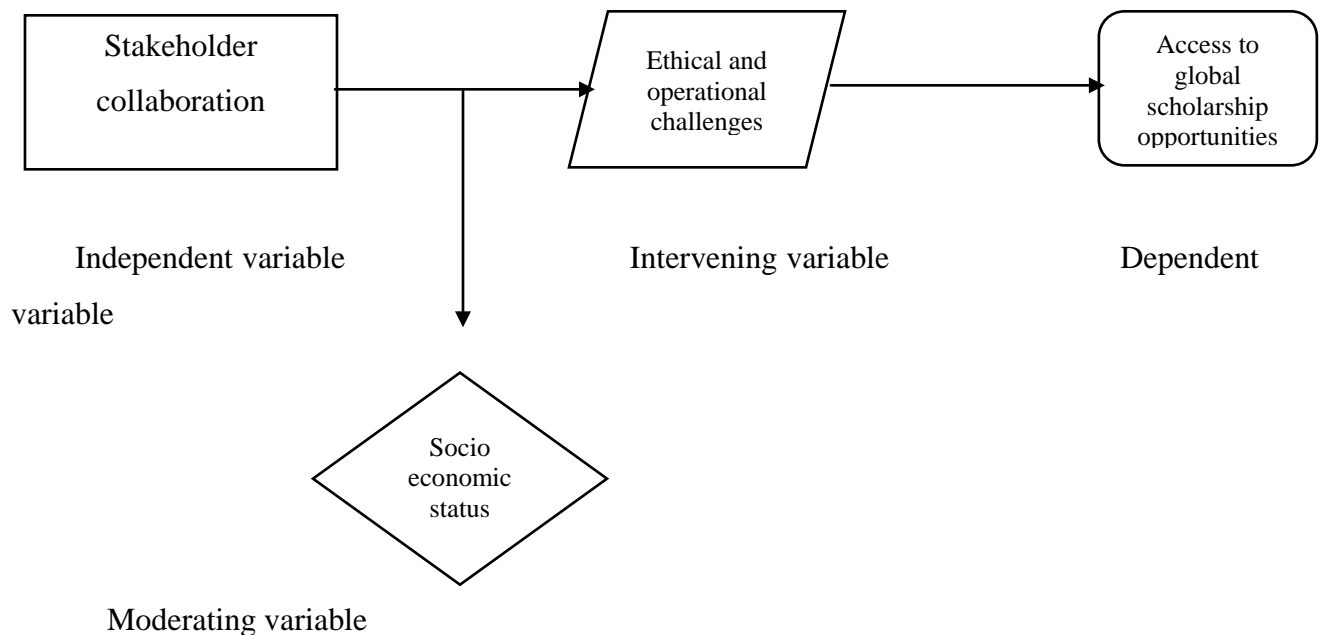 Stakeholder
collaboration
Ethical and
operational
challenges
Access to
global
scholarship
opportunities
Independent variable Intervening variable Dependent
variable
Socio
economic
status
Moderating variable